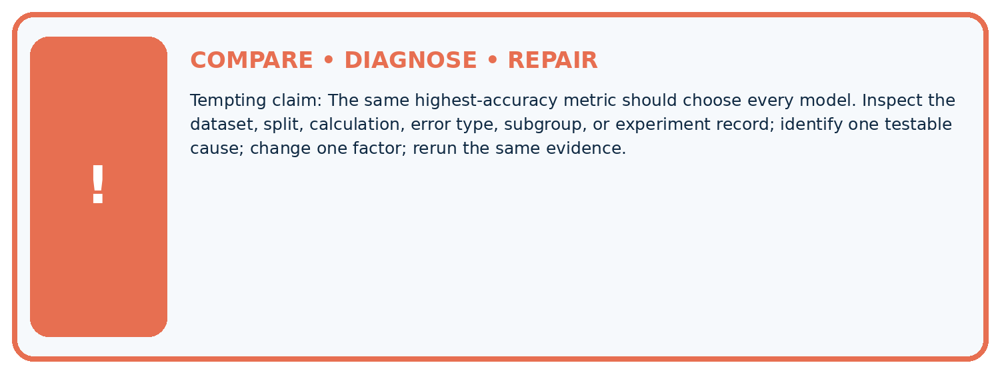 !
COMPARE • DIAGNOSE • REPAIR
Tempting claim: The same highest-accuracy metric should choose every model. Inspect the
dataset, split, calculation, error type, subgroup, or experiment record; identify one testable
cause; change one factor; rerun the same evidence.